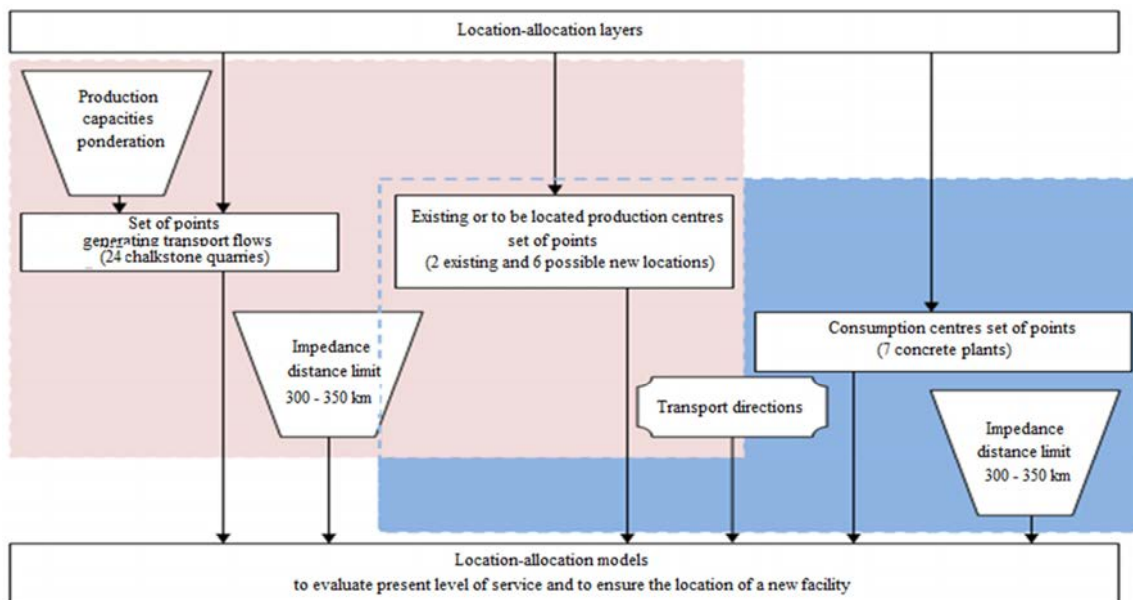 Location-allocation layers
Production
capacities
ponderation
Set of points
generating transport flows
(24 chalkstone quarries)
Existing or to be located production centres
set of points
(2 existing and 6 possible new locations)
Consumption centres set of points
(7 concrete plants)
Impedance
distance limit
300 - 350 km
Transport directions
Impedance
distance limit
300 - 350 km
Location-allocation models
to evaluate present level of service and to ensure the location of a new facility